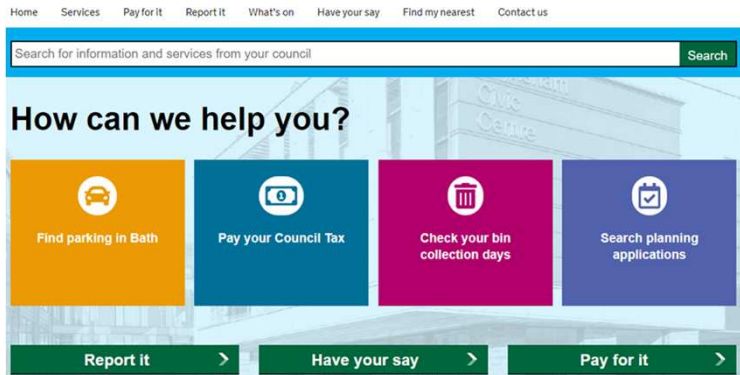 Home Services Pay for it Report it What's on Have your say Find my nearest Contact us
Search for information and services from your council Search
Civic
Centre
How can we help you?
Find parking in Bath
Pay your Council Tax
Check your bin
collection days
Search planning
applications
Report it
Have your say
Pay for it